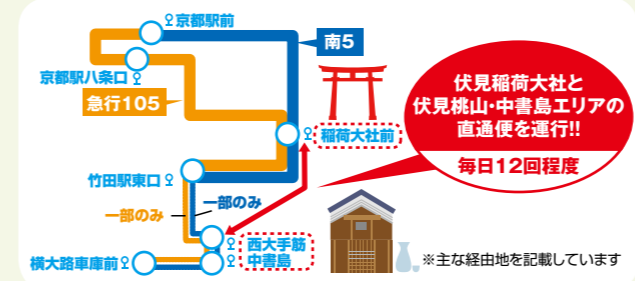 京都駅前
南5
京都駅八条口
急行105
伏見稲荷大社と
伏見桃山・中書島エリアの
直通便を運行!!
毎日12回程度
稲荷大社前
竹田駅東口
一部のみ
一部のみ
西大手筋
中書島
横大路車庫前
※主な経由地を記載しています